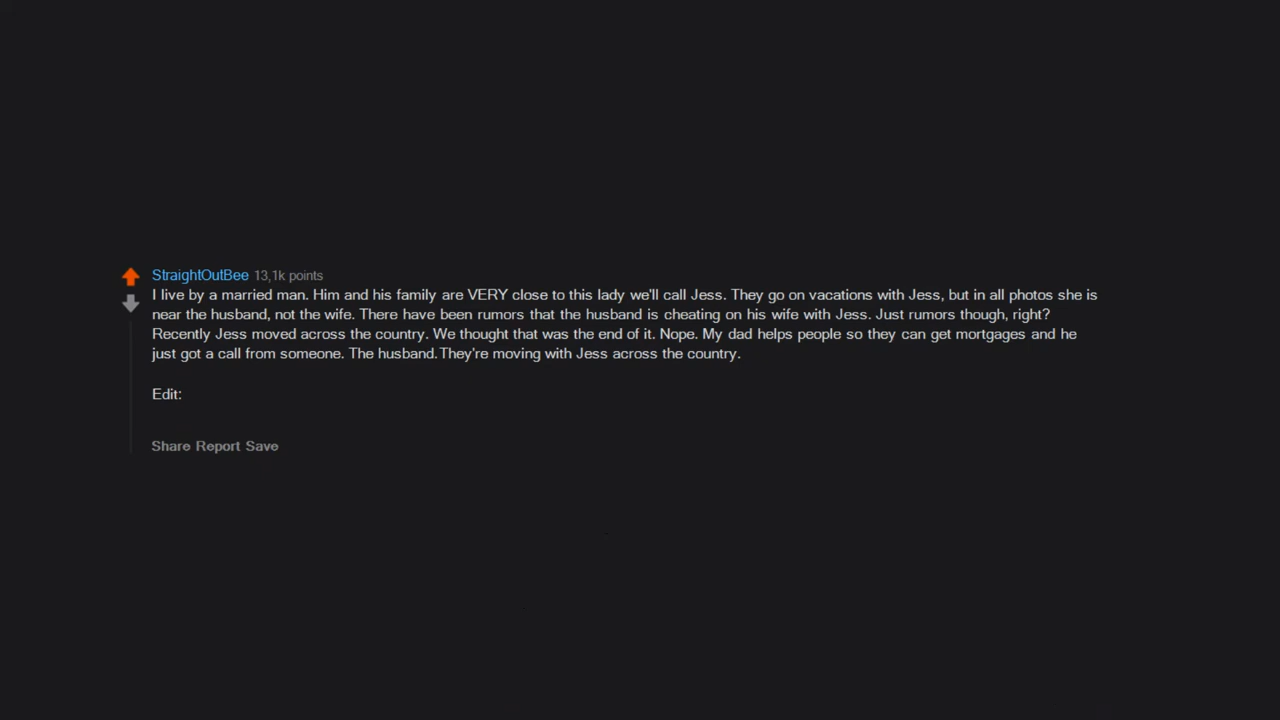 StraightOutBee 13,1k points
I live by a married man. Him and his family are VERY close to this lady we'll call Jess. They go on vacations with Jess, but in all photos she is
near the husband, not the wife. There have been rumors that the husband is cheating on his wife with Jess. Just rumors though, right?
Recently Jess moved across the country. We thought that was the end of it. Nope. My dad helps people so they can get mortgages and he
just got a call from someone. The husband. They're moving with Jess across the country.
Edit:
Share Report Save